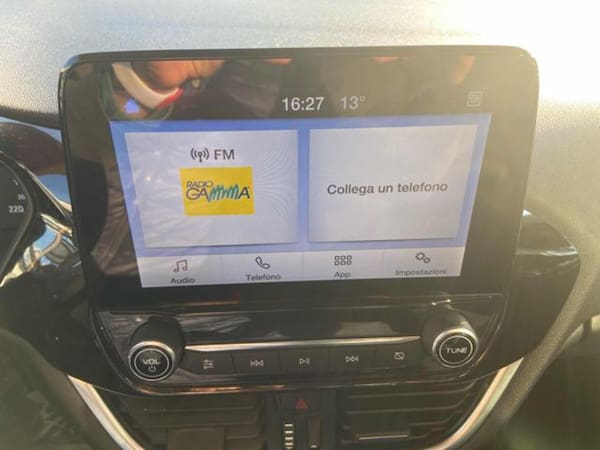 16:27 13°
FM
RADIO
GAMMA
Collega un telefono
Audio Telefono App Impostazioni
220
VOL
TUNE